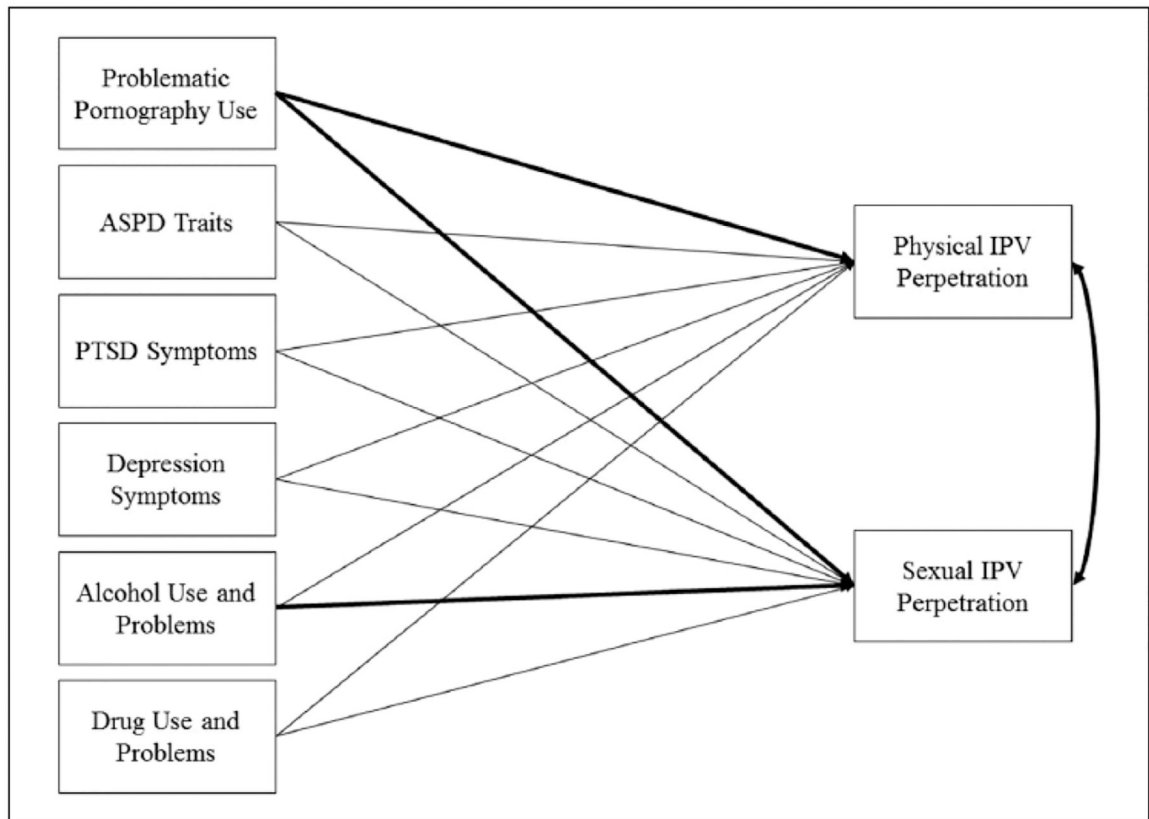 Problematic
Pornography Use
ASPD Traits
PTSD Symptoms
Depression
Symptoms
Alcohol Use and
Problems
Drug Use and
Problems
Physical IPV
Perpetration
Sexual IPV
Perpetration